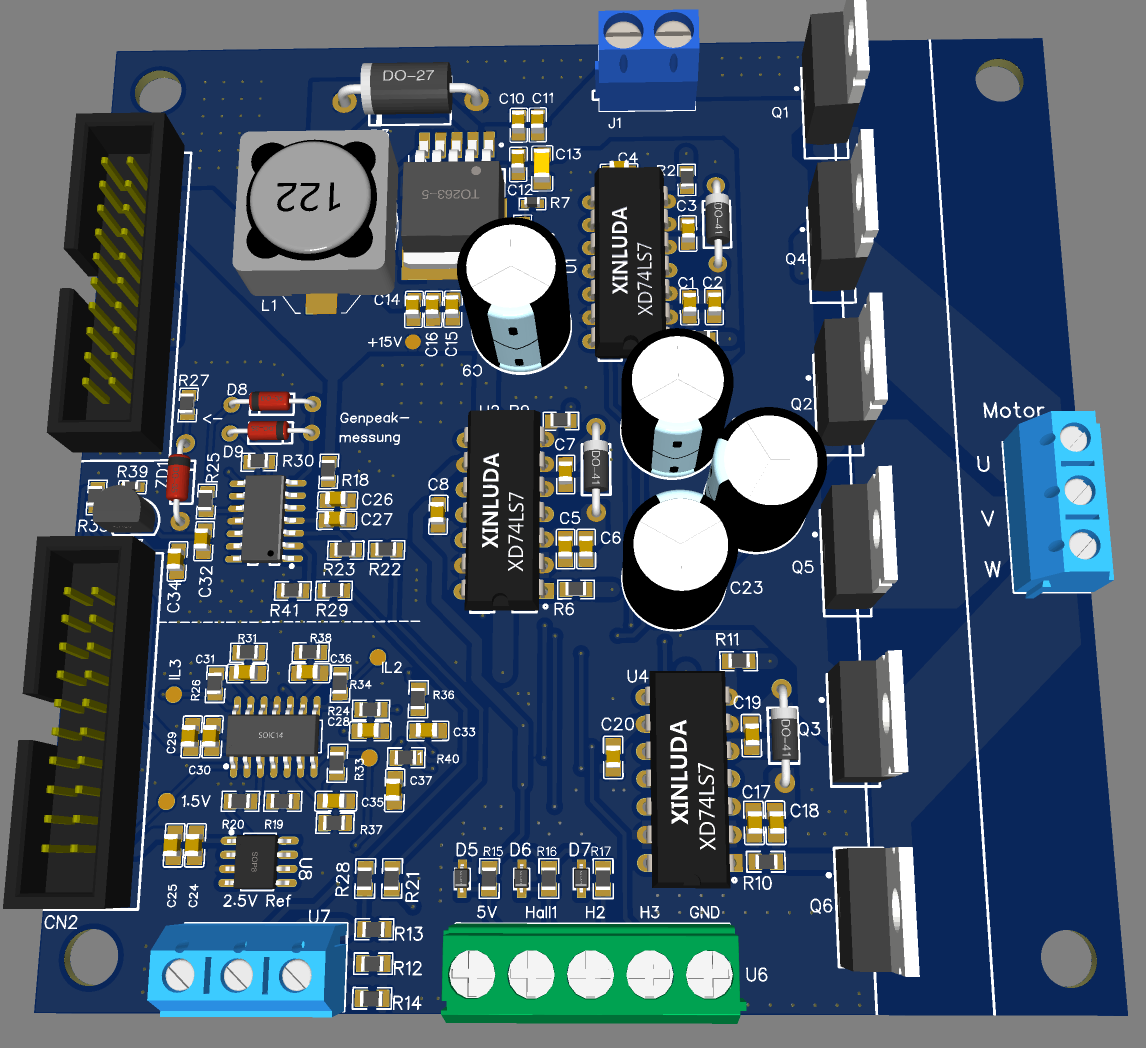 DO-27
J1
Q1
C10 C11
C13
C12
R7
122
TO263-5
C4
R2
C3
DO-41
XINLUDA
XD74LS7
C1 C2
Q4
L1
C14
C16
C15
+15V
C9
Q2
Motor
U
V
W
R27
D8
<-
Genpeak-
messung
D9
R30
R18
C26
C27
R39
ZD1
R25
R23 R22
C34
C32
R41 R29
R9
C7
DO-41
C8
XINLUDA
XD74LS7
C5
C6
R6
C23
Q5
R31
R38
C31
C36
IL3
IL2
R26
R34
R36
R24
C28
C33
SOIC14
C29
C30
R33
R40
C37
1.5V
C35
R20 R19
R37
SOP8
U8
C25
C24
2.5V Ref
R28
R21
R11
U4
C20
C19
DO-41
Q3
XINLUDA
XD74LS7
C17
C18
R10
Q6
D5 R15 D6 R16 D7 R17
5V Hall1 H2 H3 GND
CN2
U7
R13
R12
R14
U6